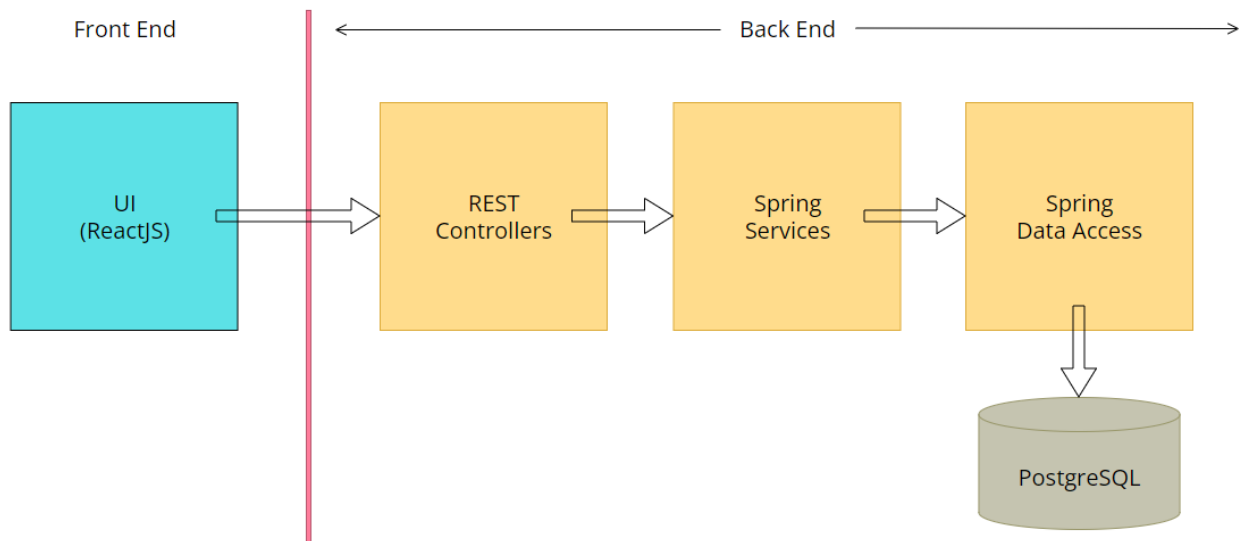 Front End
Back End
UI
(ReactJS)
REST
Controllers
Spring
Services
Spring
Data Access
PostgreSQL